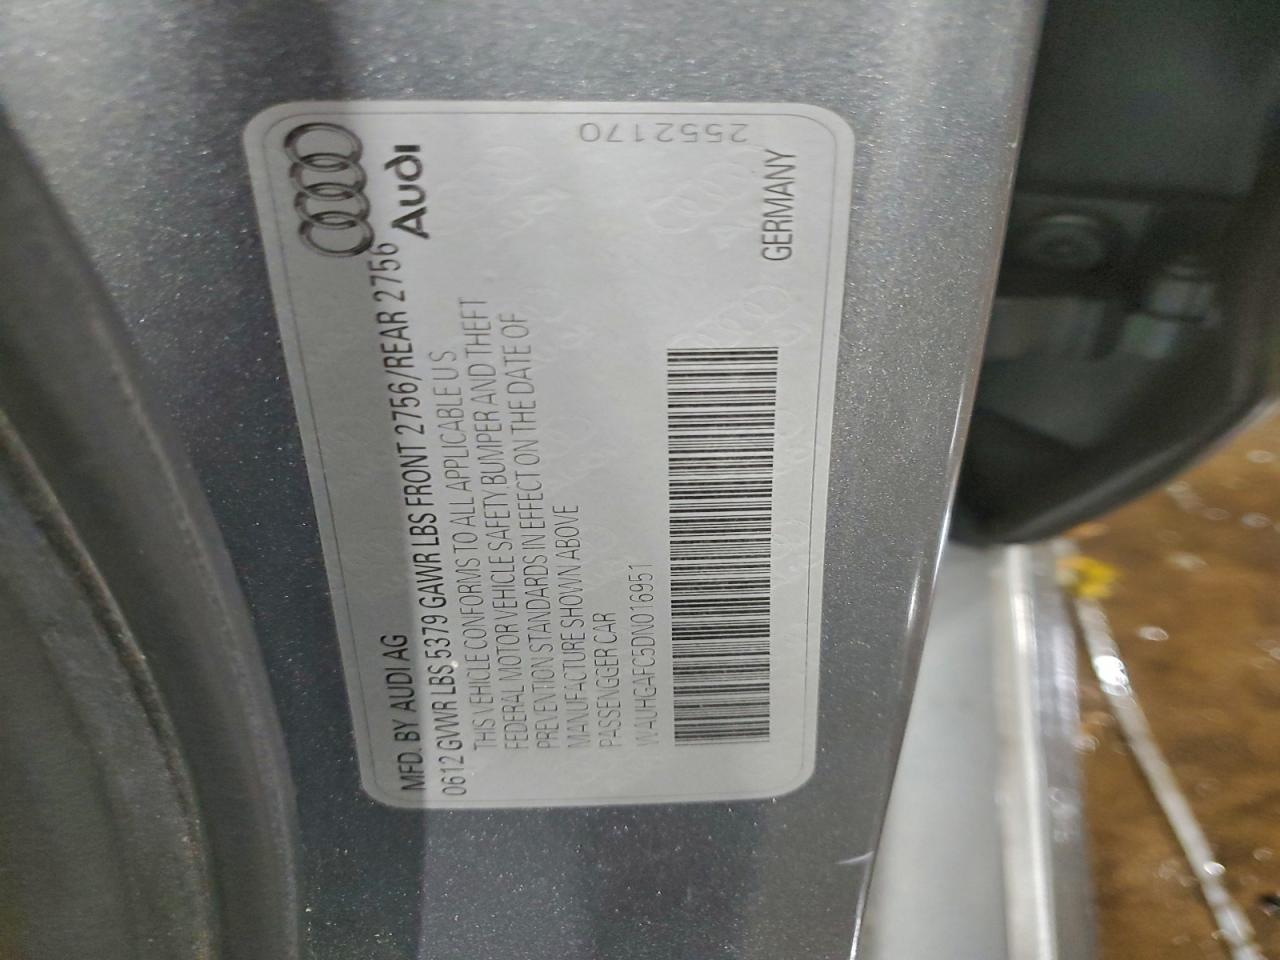 Audi
MFD. BY AUDI AG
0612 GVWR LBS 5379 GAWR LBS FRONT 2756/REAR 2756
THIS VEHICLE CONFORMS TO ALL APPLICABLE U S
FEDERAL MOTOR VEHICLE SAFETY, BUMPER AND THEFT
PREVENTION STANDARDS IN EFFECT ON THE DATE OF
MANUFACTURE SHOWN ABOVE
PASSENGER CAR
WAUHGAFC5DN016951
GERMANY
2552170